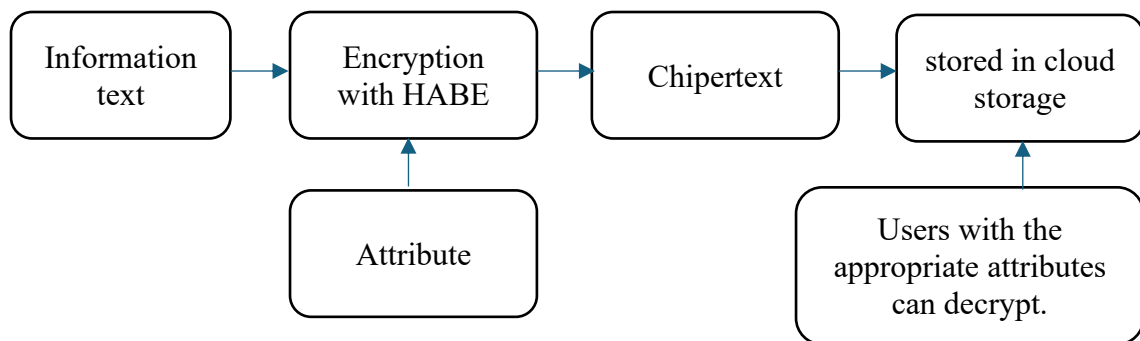 Information
text
Encryption
with HABE
Chipertext
stored in cloud
storage
Attribute
Users with the
appropriate attributes
can decrypt.